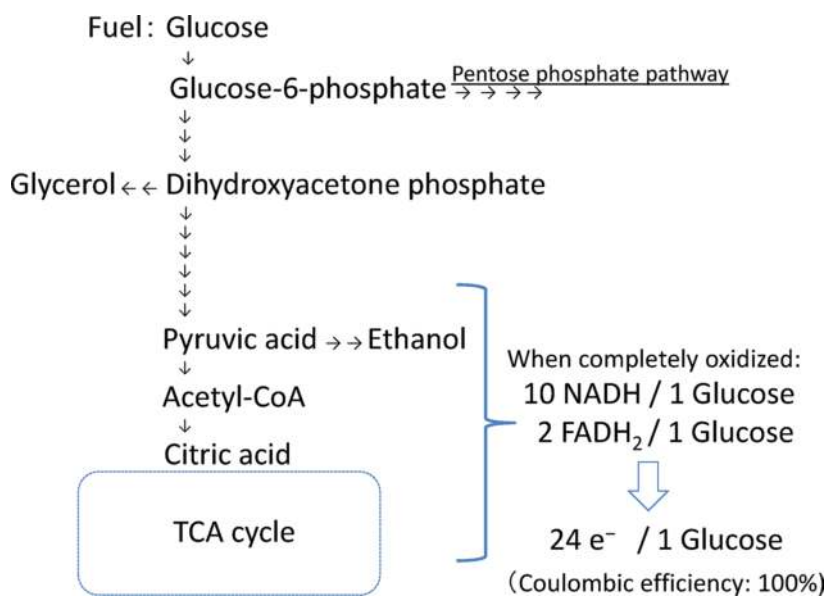 Fuel: Glucose
↓
Glucose-6-phosphate → → → → Pentose phosphate pathway
↓
↓
↓
Glycerol ← ← Dihydroxyacetone phosphate
↓
↓
↓
↓
↓
↓
Pyruvic acid → → Ethanol
↓
Acetyl-CoA
↓
Citric acid
TCA cycle
When completely oxidized:
10 NADH / 1 Glucose
2 FADH₂ / 1 Glucose
24 e⁻ / 1 Glucose
(Coulombic efficiency: 100%)